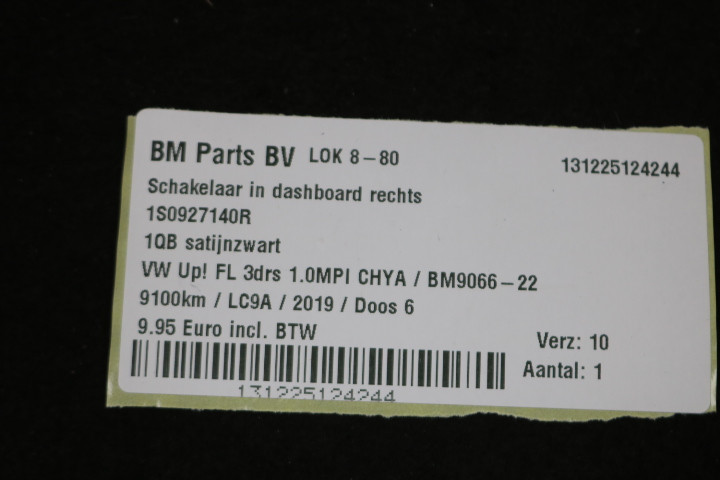 BM Parts BV LOK 8-80 131225124244
Schakelaar in dashboard rechts
1S0927140R
1QB satijnzwart
VW Up! FL 3drs 1.0MPI CHYA / BM9066-22
9100km / LC9A / 2019 / Doos 6
9.95 Euro incl. BTW
Verz: 10
Aantal: 1
131225124244